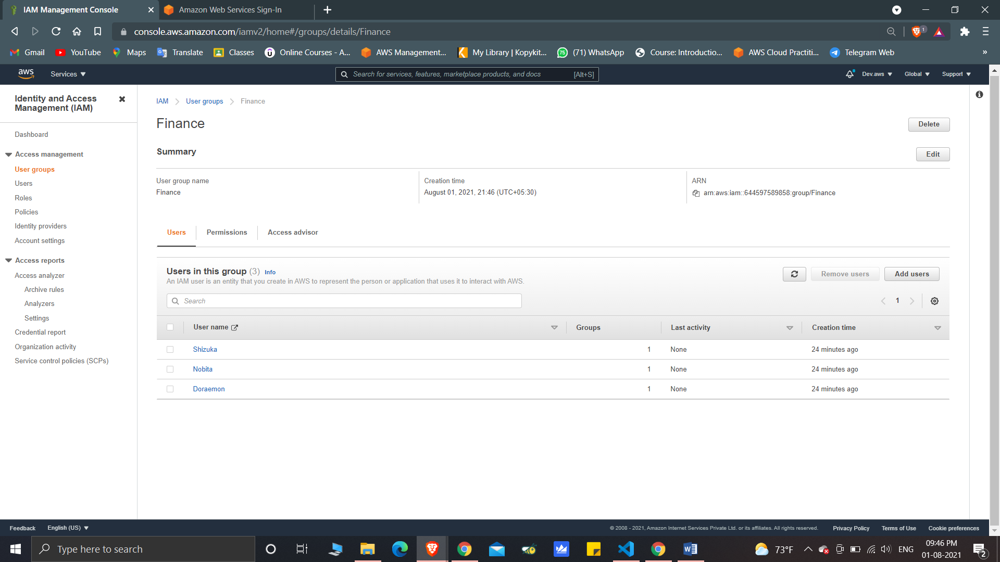 IAM Management Console
Amazon Web Services Sign-In
console.aws.amazon.com/iamv2/home#/groups/details/Finance
1
Gmail
YouTube
Maps
Translate
Classes
Online Courses - A...
AWS Management...
My Library | Kopykit...
75
(71) WhatsApp
Course: Introductio...
AWS Cloud Practiti...
Telegram Web
»
aws
Services
Search for services, features, marketplace products, and docs
[Alt+S]
Dev.aws
Global
Support
Identity and Access
Management (IAM)
Dashboard
Access management
User groups
Users
Roles
Policies
Identity providers
Account settings
Access reports
Access analyzer
Archive rules
Analyzers
Settings
Credential report
Organization activity
Service control policies (SCPs)
IAM
User groups
Finance
Finance
Delete
Summary
Edit
User group name
Finance
Creation time
August 01, 2021, 21:46 (UTC+05:30)
ARN
arn:aws:iam::644597589858:group/Finance
Users
Permissions
Access advisor
Users in this group (3) Info
An IAM user is an entity that you create in AWS to represent the person or application that uses it to interact with AWS.
Remove users
Add users
Search
1
User name Groups Last activity Creation time
Shizuka 1 None 24 minutes ago
Nobita 1 None 24 minutes ago
Doraemon 1 None 24 minutes ago
Feedback
English (US)
© 2008 - 2021, Amazon Internet Services Private Ltd. or its affiliates. All rights reserved.
Privacy Policy
Terms of Use
Cookie preferences
Type here to search
73°F
ENG
09:46 PM
01-08-2021
2